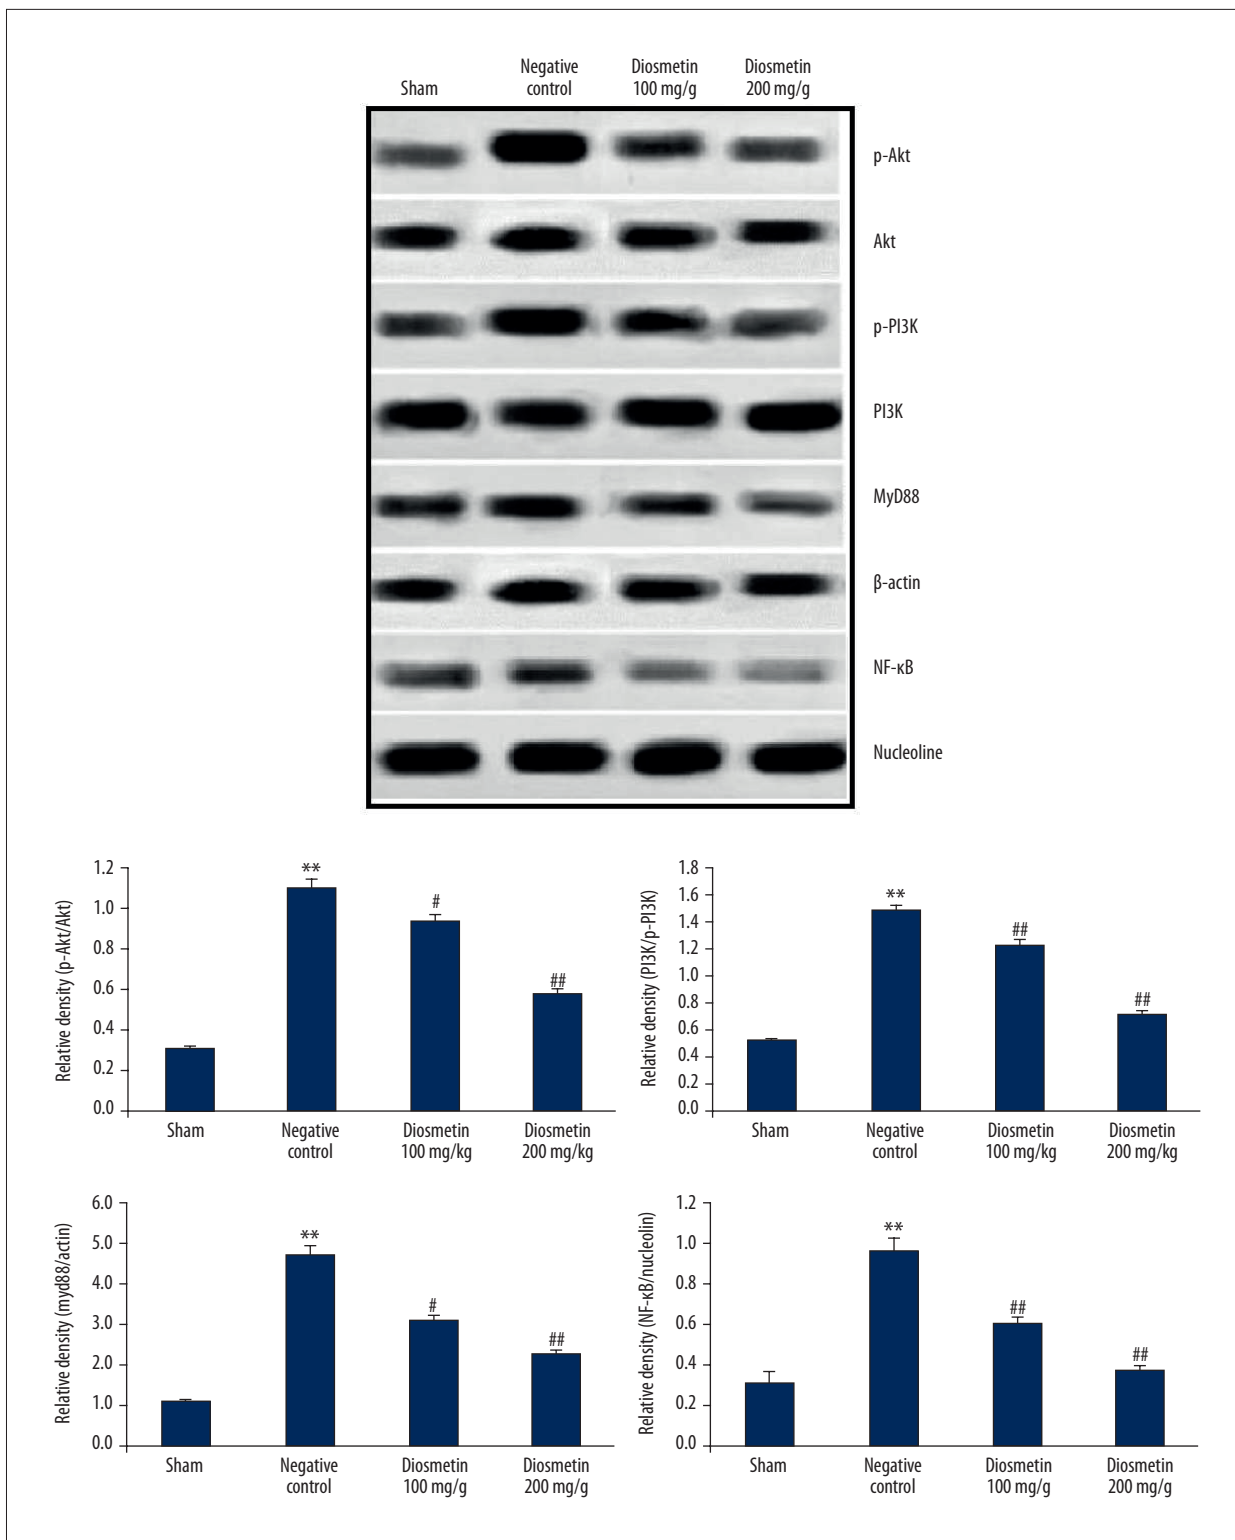 Sham
Negative
control
Diosmetin
100 mg/g
Diosmetin
200 mg/g
p-Akt
Akt
p-PI3K
PI3K
MyD88
β-actin
NF-κB
Nucleoline
Relative density (p-Akt/Akt)
1.2
1.0
0.8
0.6
0.4
0.2
0.0
**
#
##
Sham
Negative
control
Diosmetin
100 mg/kg
Diosmetin
200 mg/kg
Relative density (PI3K/p-PI3K)
1.8
1.6
1.4
1.2
1.0
0.8
0.6
0.4
0.2
0.0
**
##
##
Sham
Negative
control
Diosmetin
100 mg/kg
Diosmetin
200 mg/kg
Relative density (myd88/actin)
6.0
5.0
4.0
3.0
2.0
1.0
0.0
**
#
##
Sham
Negative
control
Diosmetin
100 mg/g
Diosmetin
200 mg/g
Relative density (NF-κB/nucleolin)
1.2
1.0
0.8
0.6
0.4
0.2
0.0
**
##
##
Sham
Negative
control
Diosmetin
100 mg/g
Diosmetin
200 mg/g